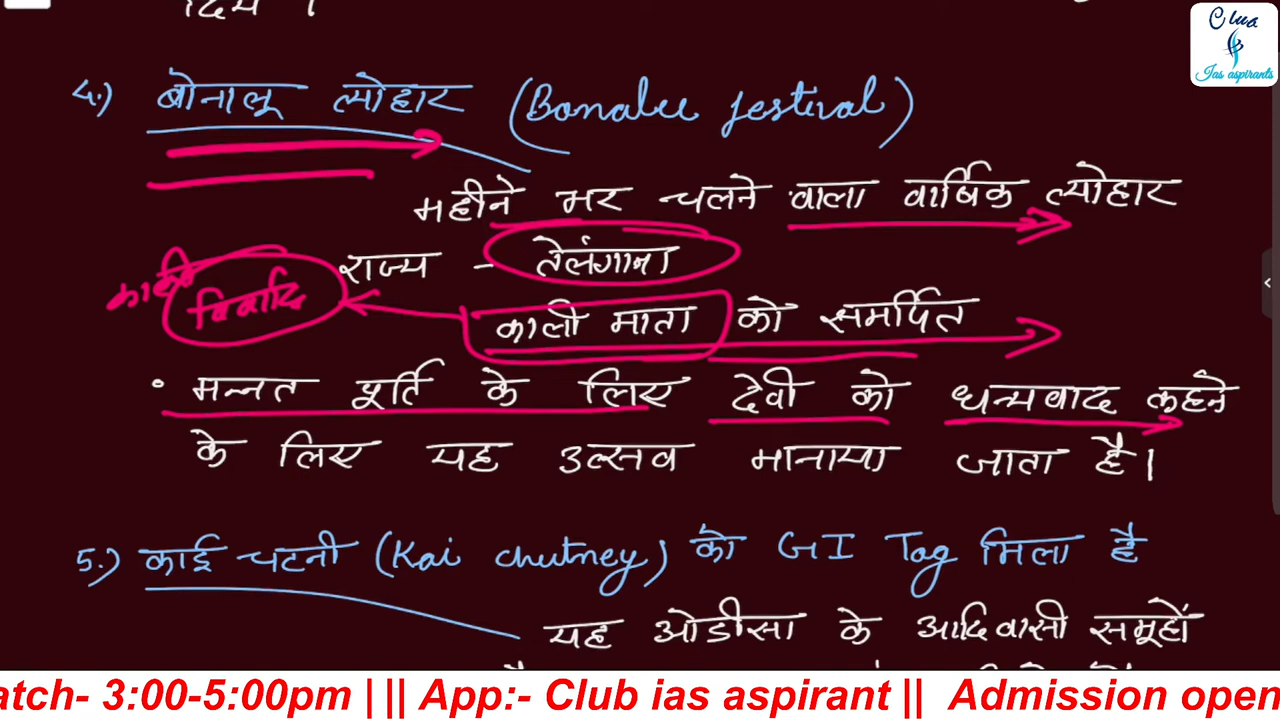 दिया ।
Club
Ias aspirants
4.) बोनालू त्योहार (Bonalu festival)
महीने भर चलने वाला वार्षिक त्योहार
राज्य - तेलंगाना
विवादि
काली माता को समर्पित
• मन्नत पूर्ति के लिए देवी को धन्यवाद कहने
के लिए यह उत्सव मानाया जाता है।
5.) काई चटनी (Kai chutney) को GI Tag मिला है
यह ओडीसा के आदिवासी समूहों
atch- 3:00-5:00pm | || App:- Club ias aspirant || Admission open